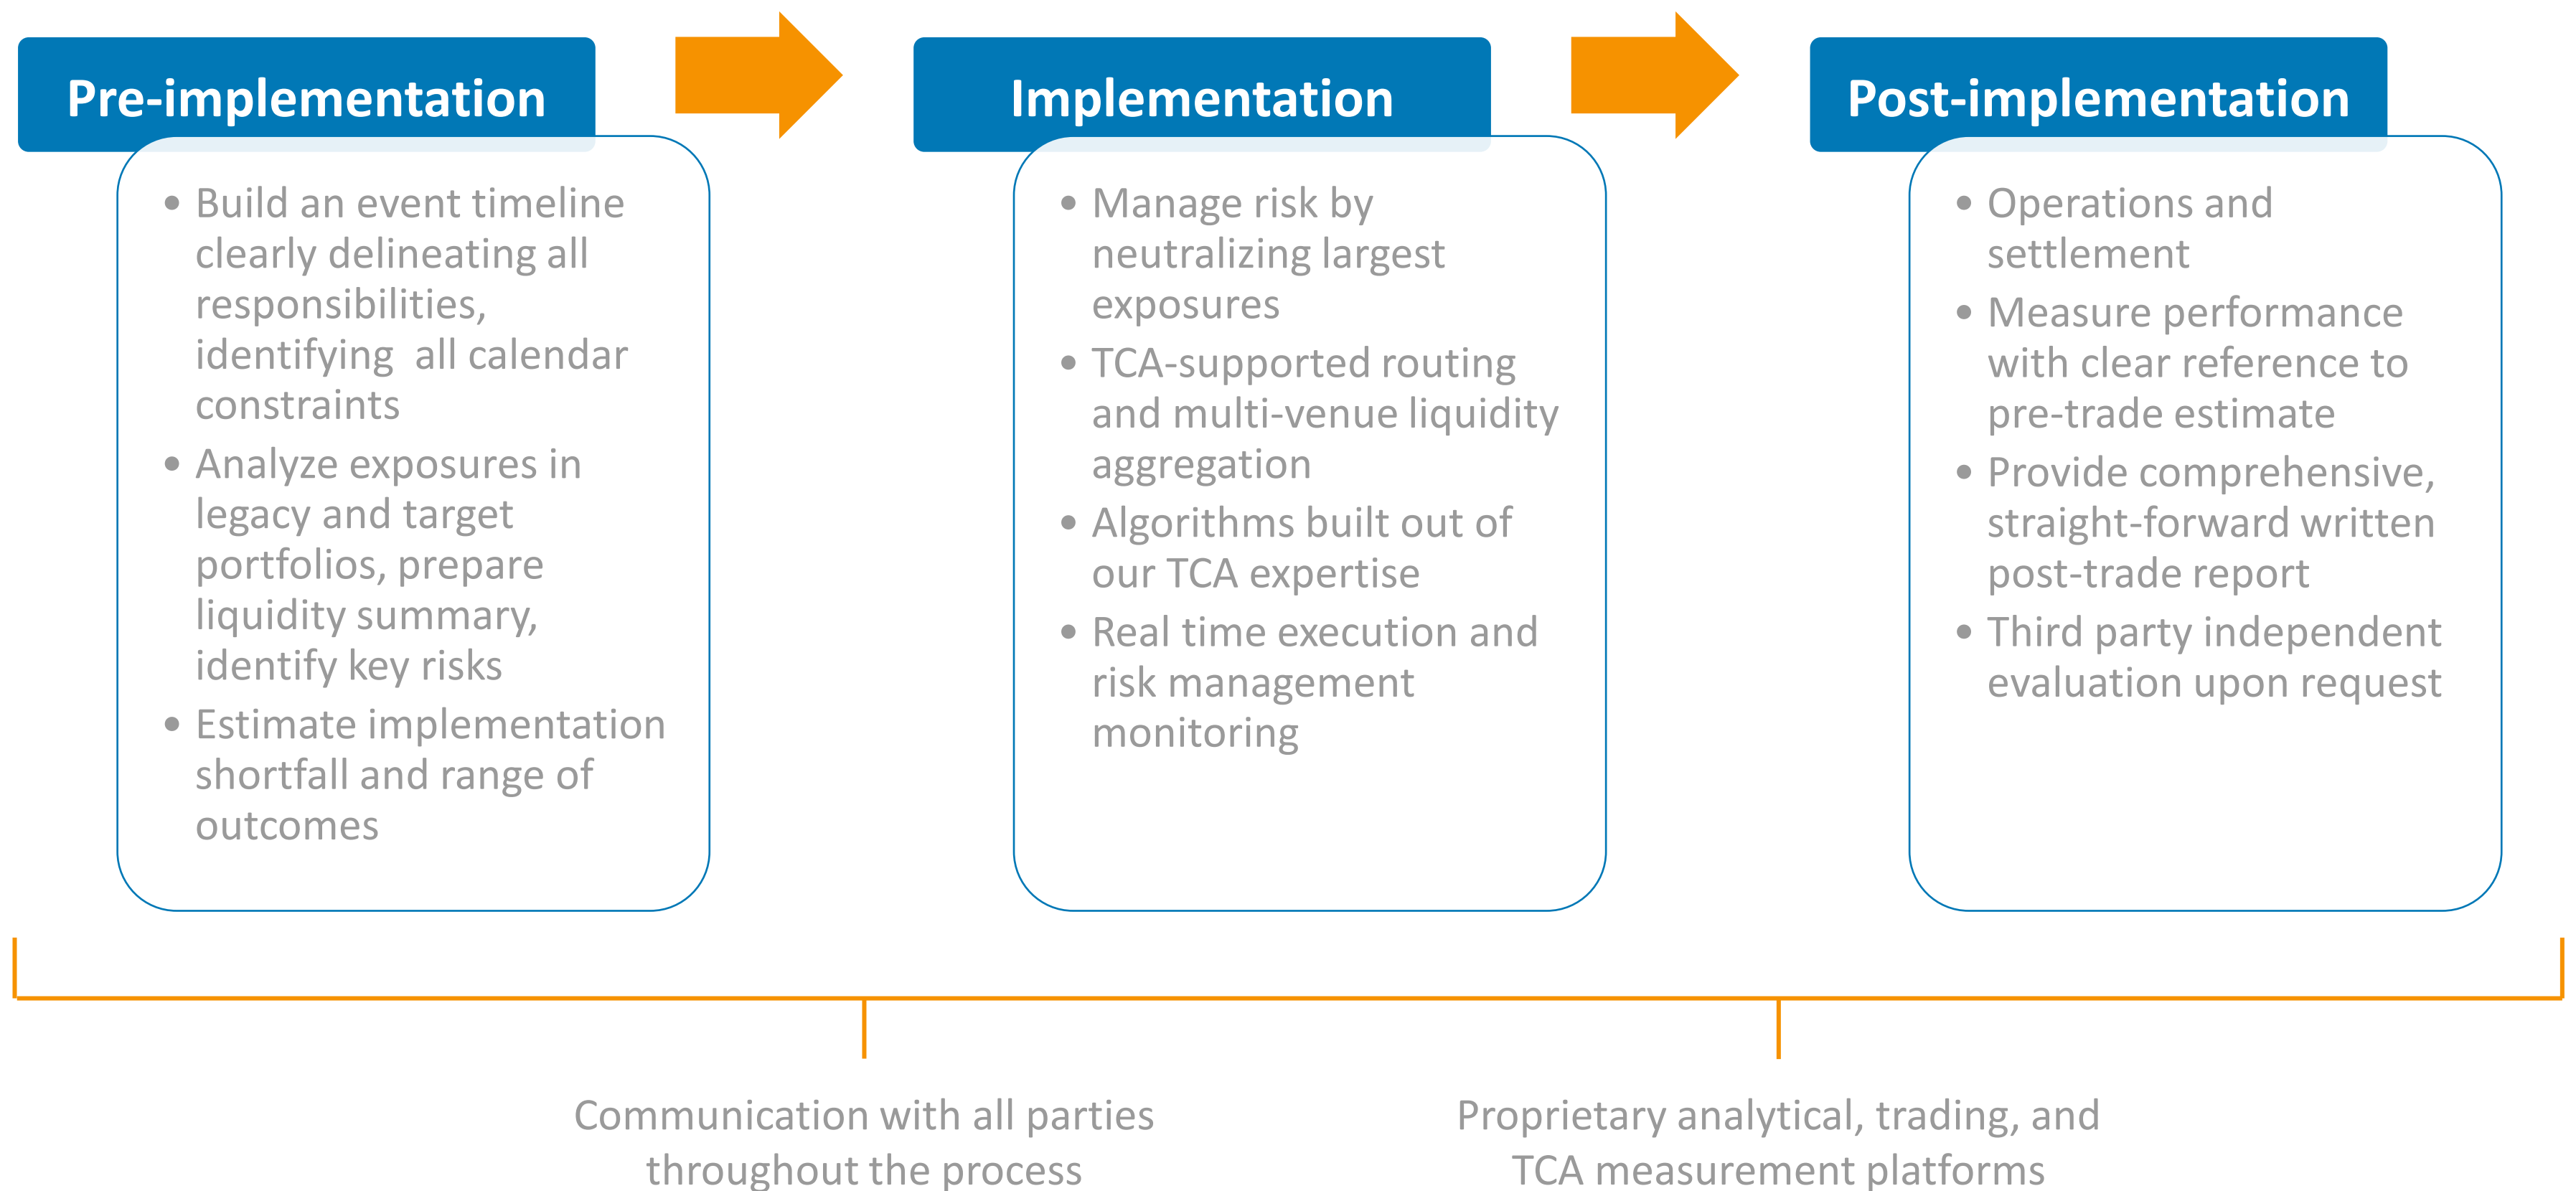 Pre-implementation
• Build an event timeline
clearly delineating all
responsibilities,
identifying  all calendar
constraints
• Analyze exposures in
legacy and target
portfolios, prepare
liquidity summary,
identify key risks
• Estimate implementation
shortfall and range of
outcomes
Implementation
• Manage risk by
neutralizing largest
exposures
• TCA-supported routing
and multi-venue liquidity
aggregation
• Algorithms built out of
our TCA expertise
• Real time execution and
risk management
monitoring
Post-implementation
• Operations and
settlement
• Measure performance
with clear reference to
pre-trade estimate
• Provide comprehensive,
straight-forward written
post-trade report
• Third party independent
evaluation upon request
Communication with all parties
throughout the process
Proprietary analytical, trading, and
TCA measurement platforms